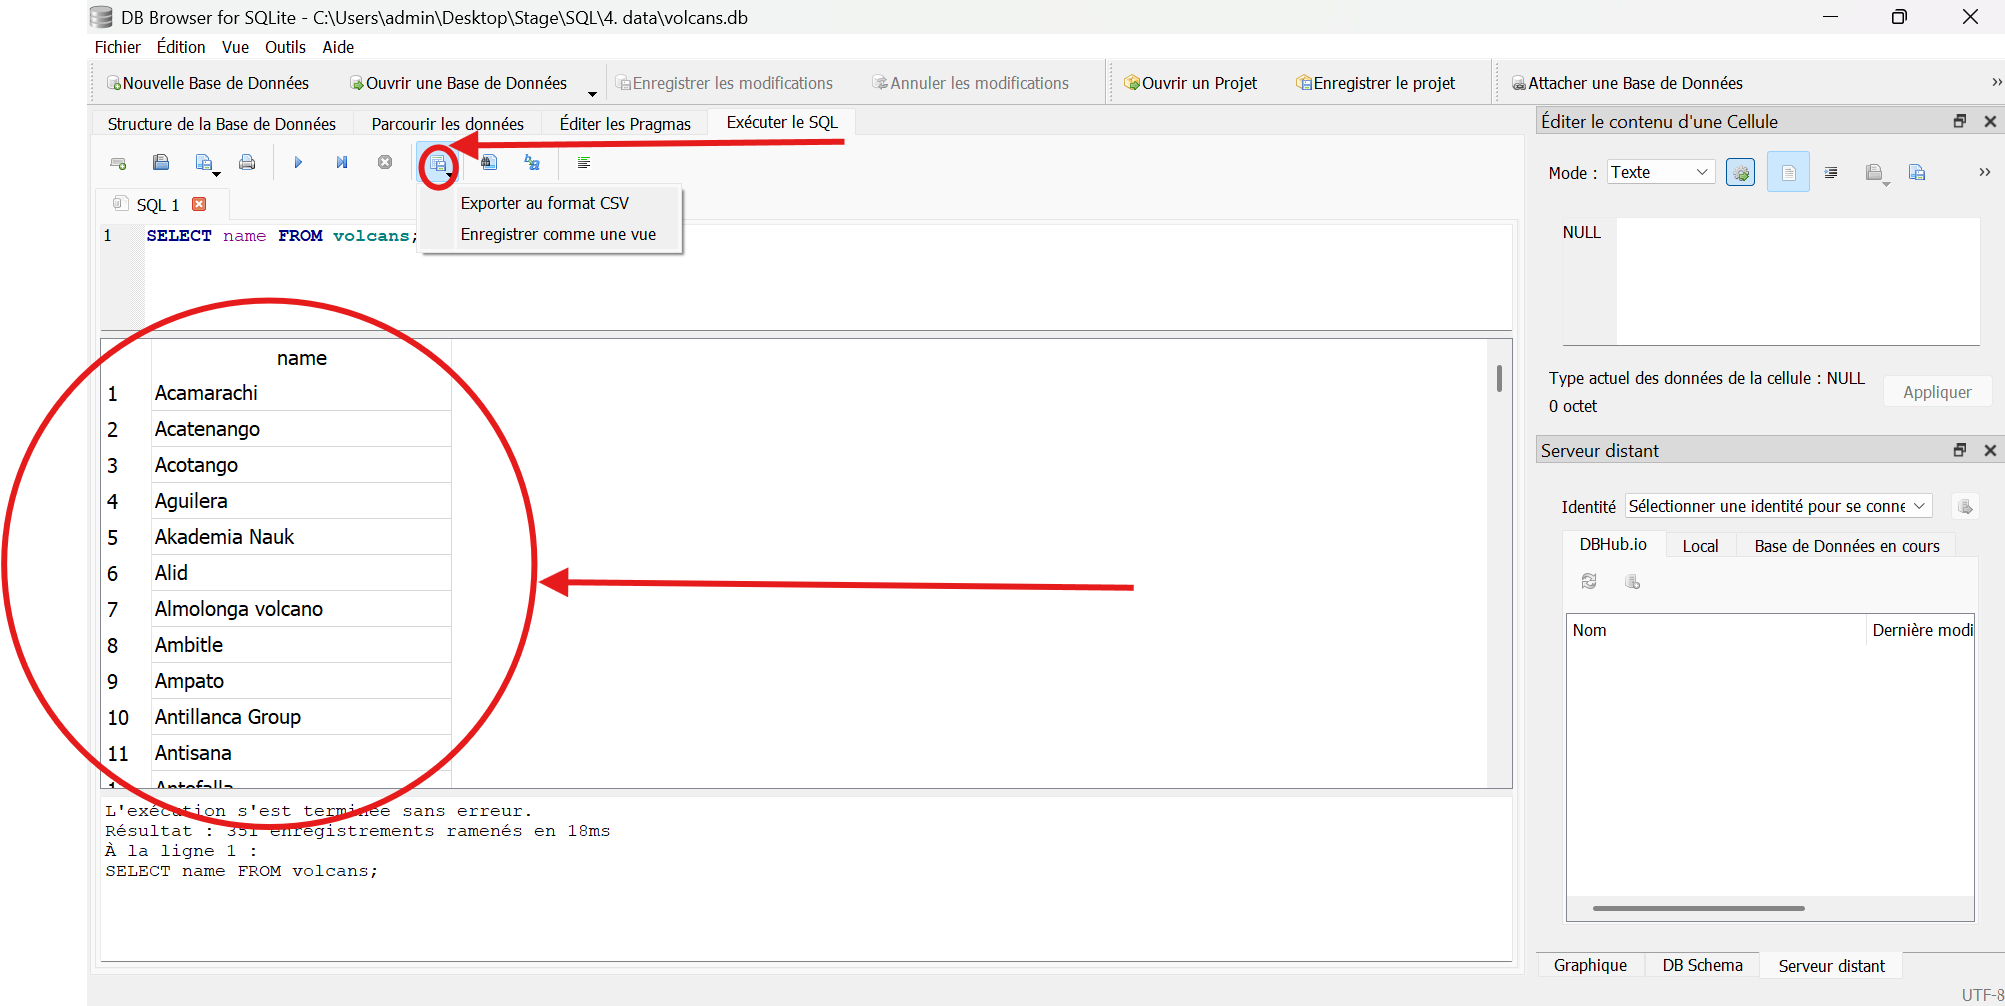 DB Browser for SQLite - C:\Users\admin\Desktop\Stage\SQL\4. data\volcans.db
Fichier Édition Vue Outils Aide
Nouvelle Base de Données Ouvrir une Base de Données Enregistrer les modifications Annuler les modifications Ouvrir un Projet Enregistrer le projet Attacher une Base de Données
Structure de la Base de Données Parcourir les données Éditer les Pragmas Exécuter le SQL
SQL 1
Exporter au format CSV
Enregistrer comme une vue
1 SELECT name FROM volcans;
name
1 Acamarachi
2 Acatenango
3 Acotango
4 Aguilera
5 Akademia Nauk
6 Alid
7 Almolonga volcano
8 Ambitle
9 Ampato
10 Antillanca Group
11 Antisana
Antofalla
L'exécution s'est terminée sans erreur.
Résultat : 351 enregistrements ramenés en 18ms
À la ligne 1 :
SELECT name FROM volcans;
Éditer le contenu d'une Cellule
Mode : Texte
NULL
Type actuel des données de la cellule : NULL
0 octet
Appliquer
Serveur distant
Identité Sélectionner une identité pour se conne
DBHub.io Local Base de Données en cours
Nom Dernière modi
Graphique DB Schema Serveur distant
UTF-8